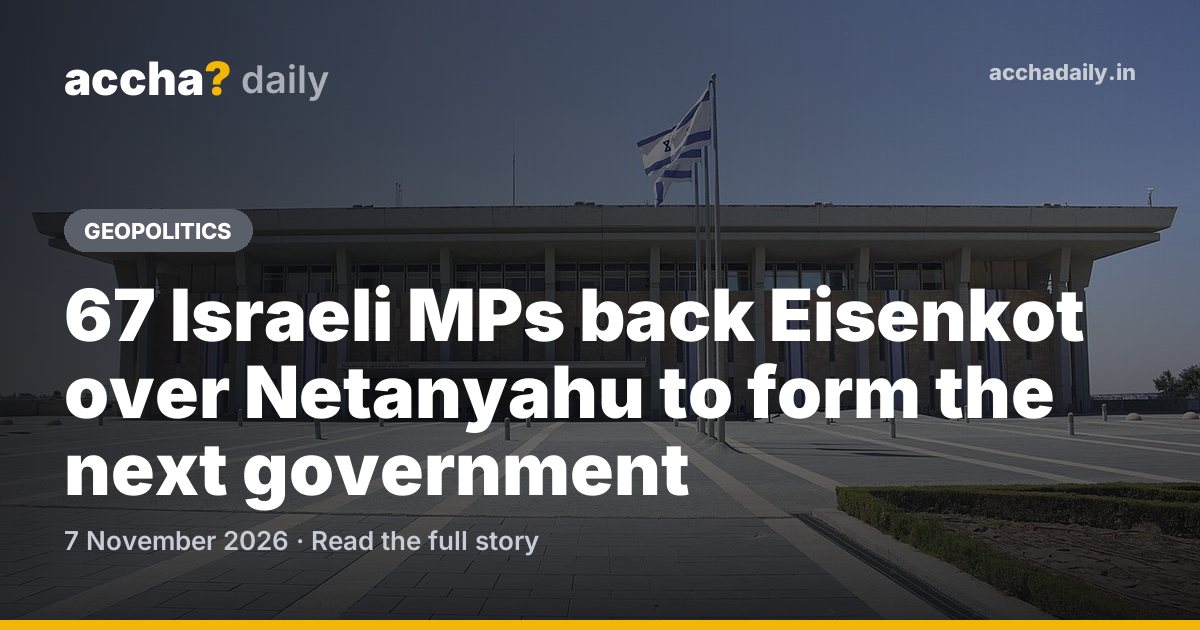 accha? daily
acchadaily.in
GEOPOLITICS
67 Israeli MPs back Eisenkot
over Netanyahu to form the
next government
7 November 2026 · Read the full story